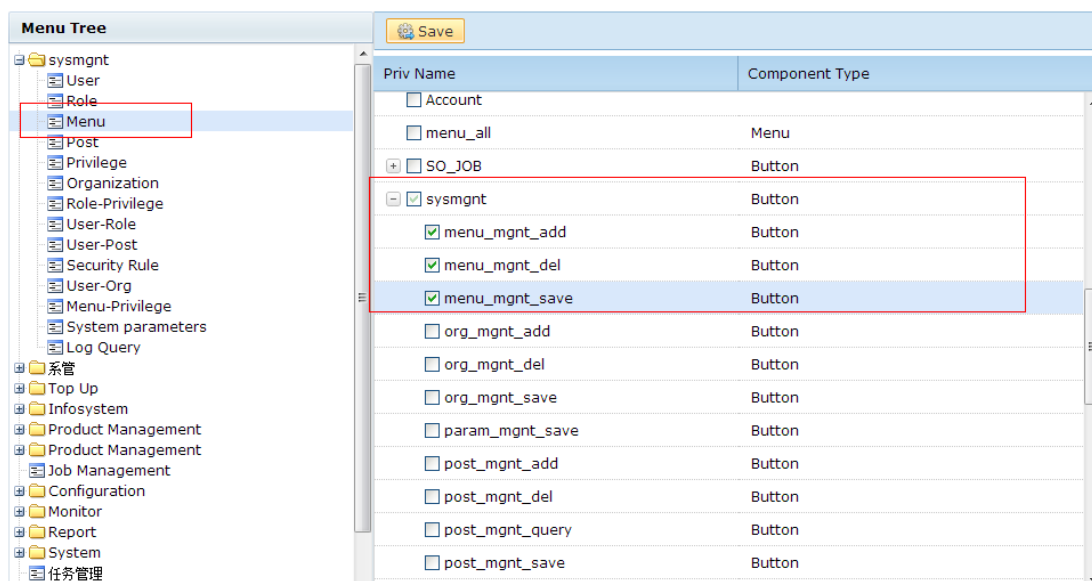 Menu Tree
sysmgnt
User
Role
Menu
Post
Privilege
Organization
Role-Privilege
User-Role
User-Post
Security Rule
User-Org
Menu-Privilege
System parameters
Log Query
系管
Top Up
Infosystem
Product Management
Product Management
Job Management
Configuration
Monitor
Report
System
任务管理
Save
Priv Name Component Type
Account
menu_all Menu
SO_JOB Button
sysmgnt Button
menu_mgnt_add Button
menu_mgnt_del Button
menu_mgnt_save Button
org_mgnt_add Button
org_mgnt_del Button
org_mgnt_save Button
param_mgnt_save Button
post_mgnt_add Button
post_mgnt_del Button
post_mgnt_query Button
post_mgnt_save Button